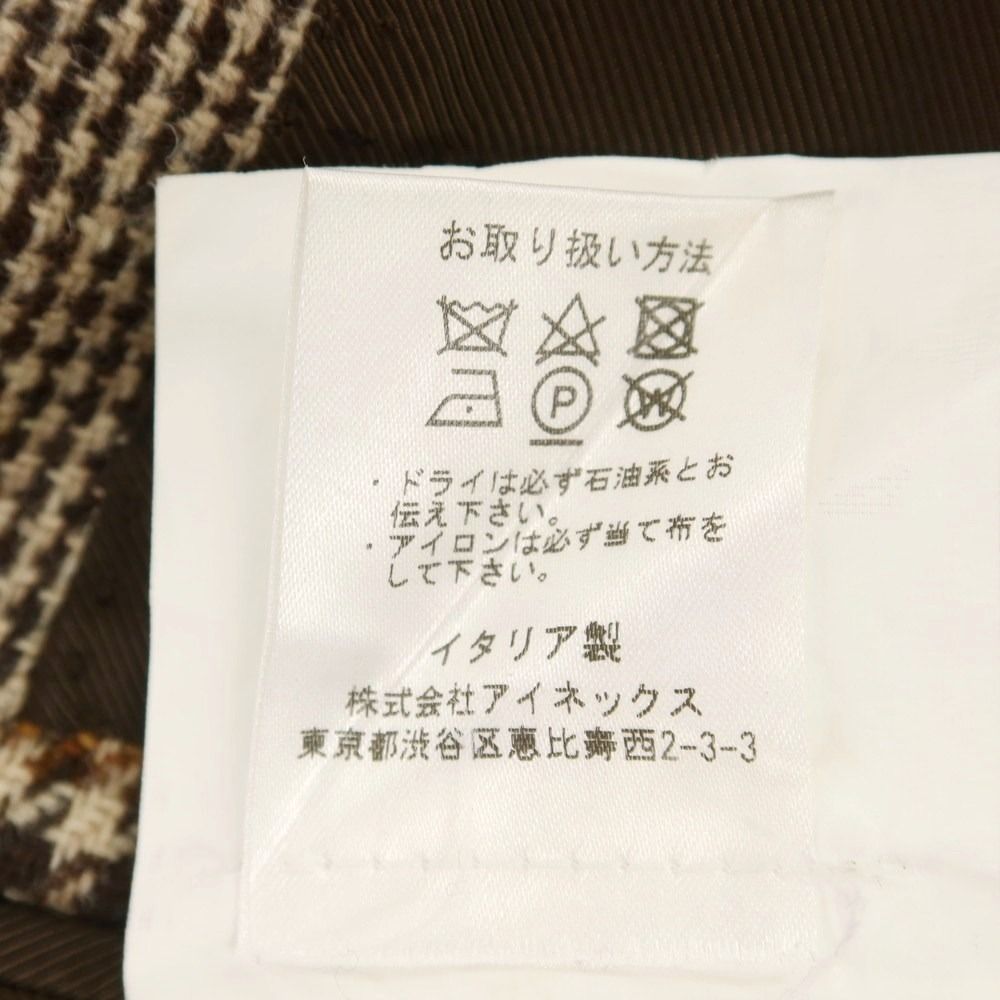 お取り扱い方法
P
W
・ドライは必ず石油系とお
伝え下さい。
・アイロンは必ず当て布を
して下さい。
イタリア製
株式会社アイネックス
東京都渋谷区恵比寿西2-3-3